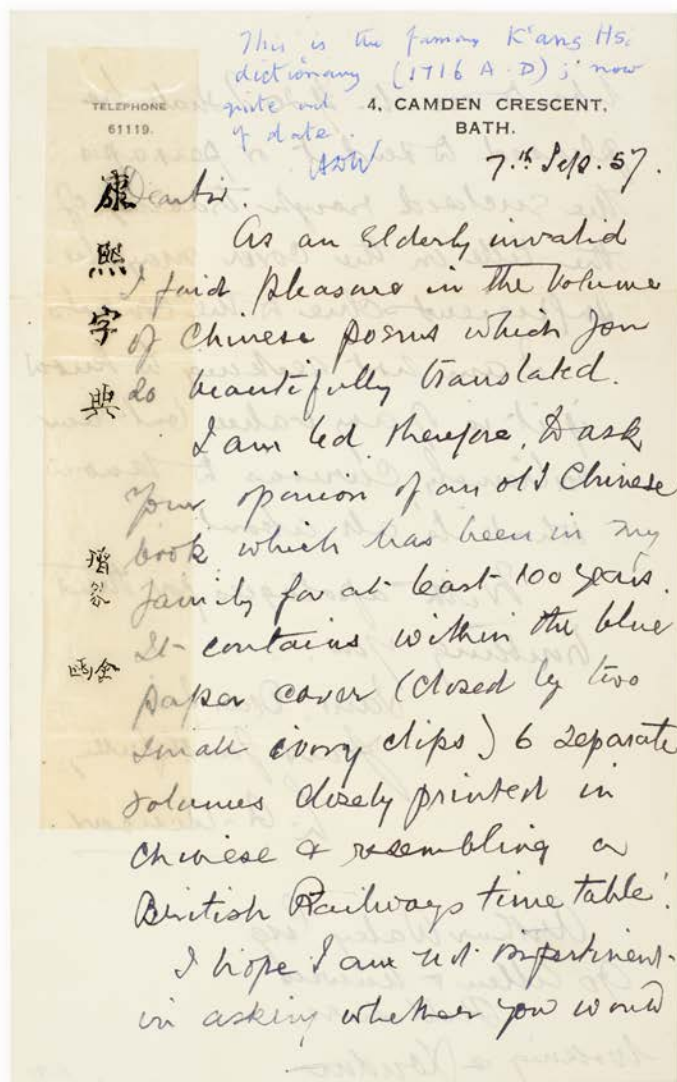 This is the famous K'ang Hsi
dictionary (1716 A.D); now
quite out
of date.
ADW
TELEPHONE
61119.
4, CAMDEN CRESCENT,
BATH.
7.th Sep. 57.
康
熙
字
典
Dear Sir.
As an elderly invalid
I find pleasure in the volume
of Chinese poems which you
so beautifully translated.
I am led, therefore, to ask
your opinion of an old Chinese
book which has been in my
family for at least 100 years.
It contains within the blue
paper cover (closed by two
small ivory clips) 6 separate
volumes closely printed in
Chinese & resembling a
British Railways time table!
I hope I am not impertinent
in asking whether you would